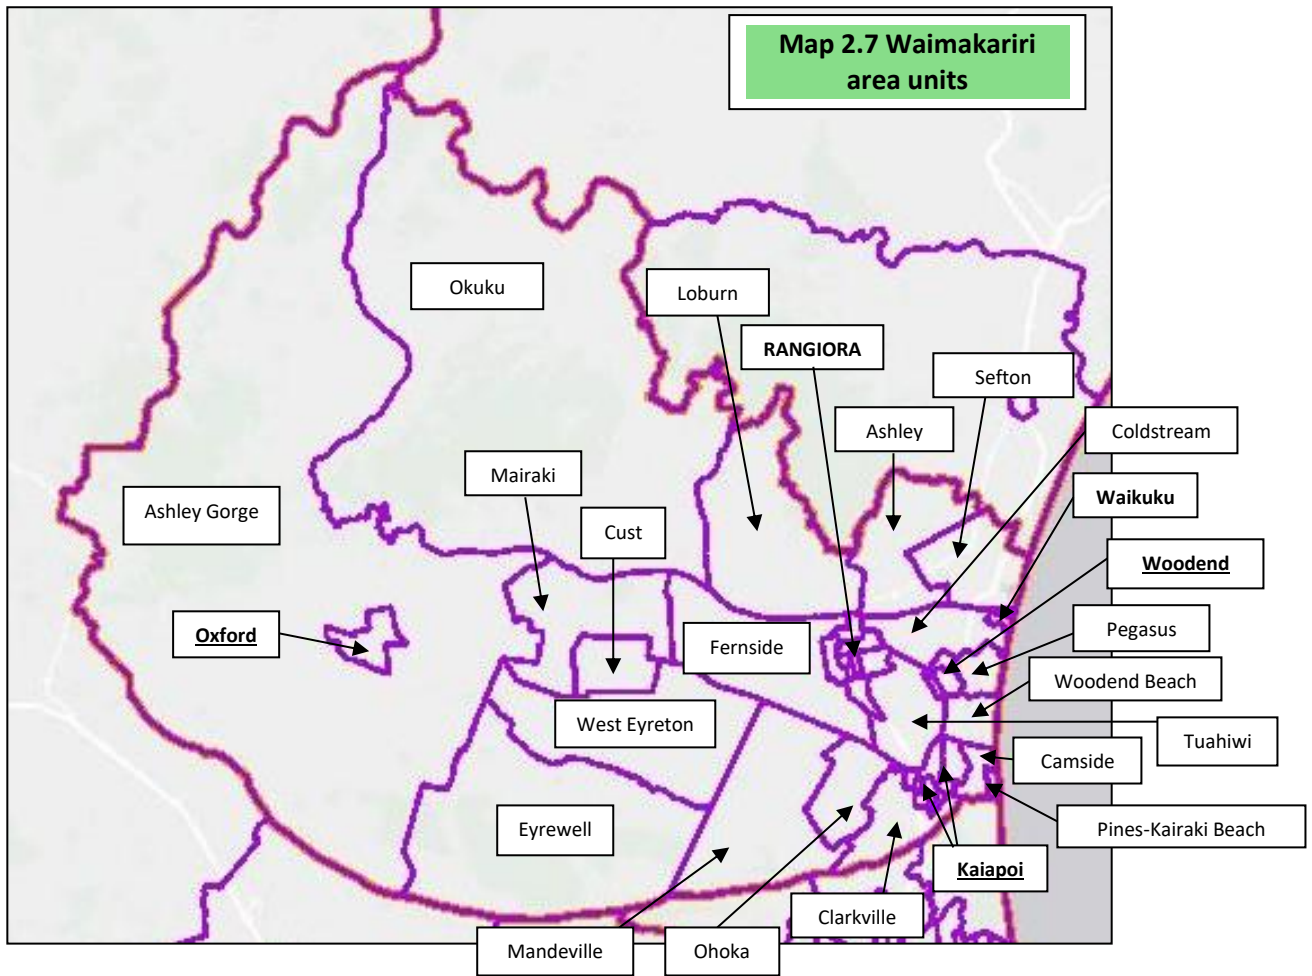 Map 2.7 Waimakariri
area units
Okuku
Loburn
RANGIORA
Sefton
Ashley
Coldstream
Mairaki
Waikuku
Ashley Gorge
Cust
Woodend
Oxford
Fernside
Pegasus
Woodend Beach
West Eyreton
Tuahiwi
Camside
Eyrewell
Pines-Kairaki Beach
Kaiapoi
Clarkville
Mandeville
Ohoka